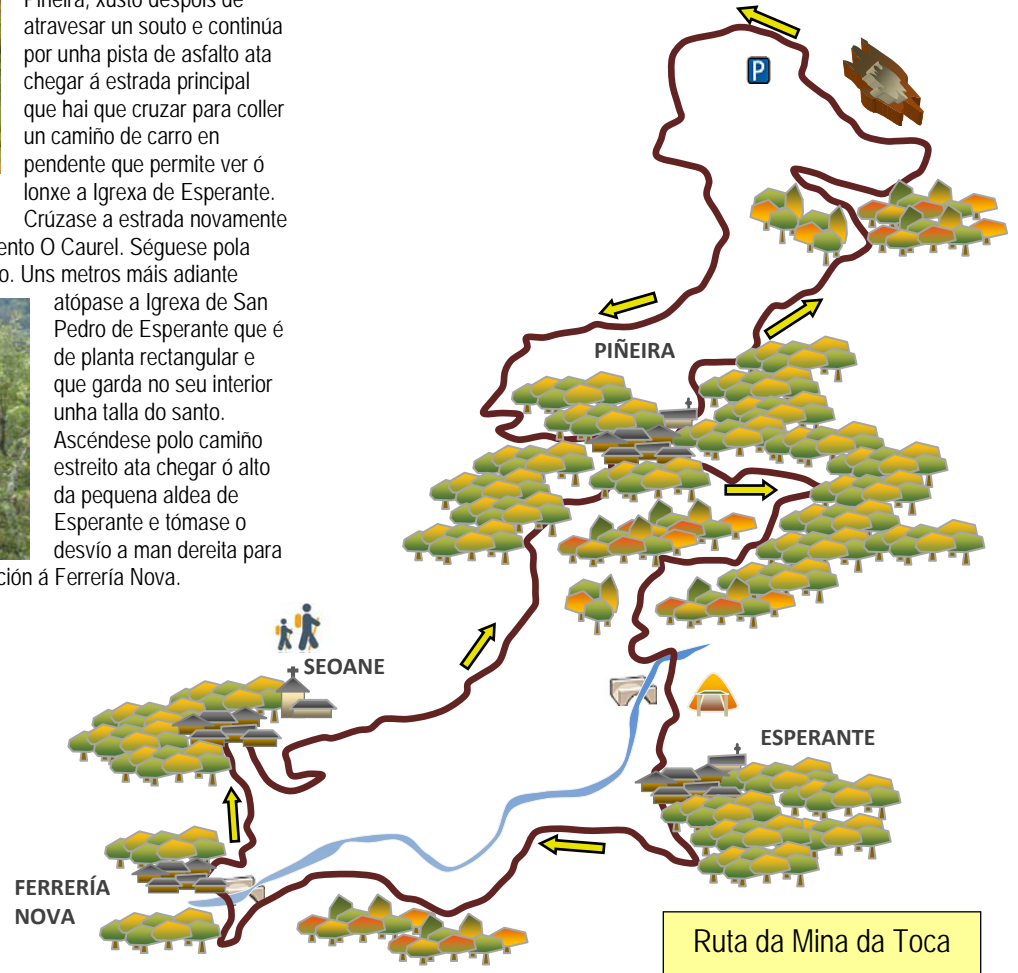 Piñeira, xusto despois de
atravesar un souto e continúa
por unha pista de asfalto ata
chegar á estrada principal
que hai que cruzar para coller
un camiño de carro en
pendente que permite ver ó
lonxe a Igrexa de Esperante.
Crúzase a estrada novamente
O Caurel. Séguese pola
Uns metros máis adiante
atópase a Igrexa de San
Pedro de Esperante que é
de planta rectangular e
que garda no seu interior
unha talla do santo.
Ascéndese polo camiño
estreito ata chegar ó alto
da pequena aldea de
Esperante e tómase o
desvío a man dereita para
á Ferrería Nova.
P
PIÑEIRA
SEOANE
ESPERANTE
FERRERÍA
NOVA
Ruta da Mina da Toca